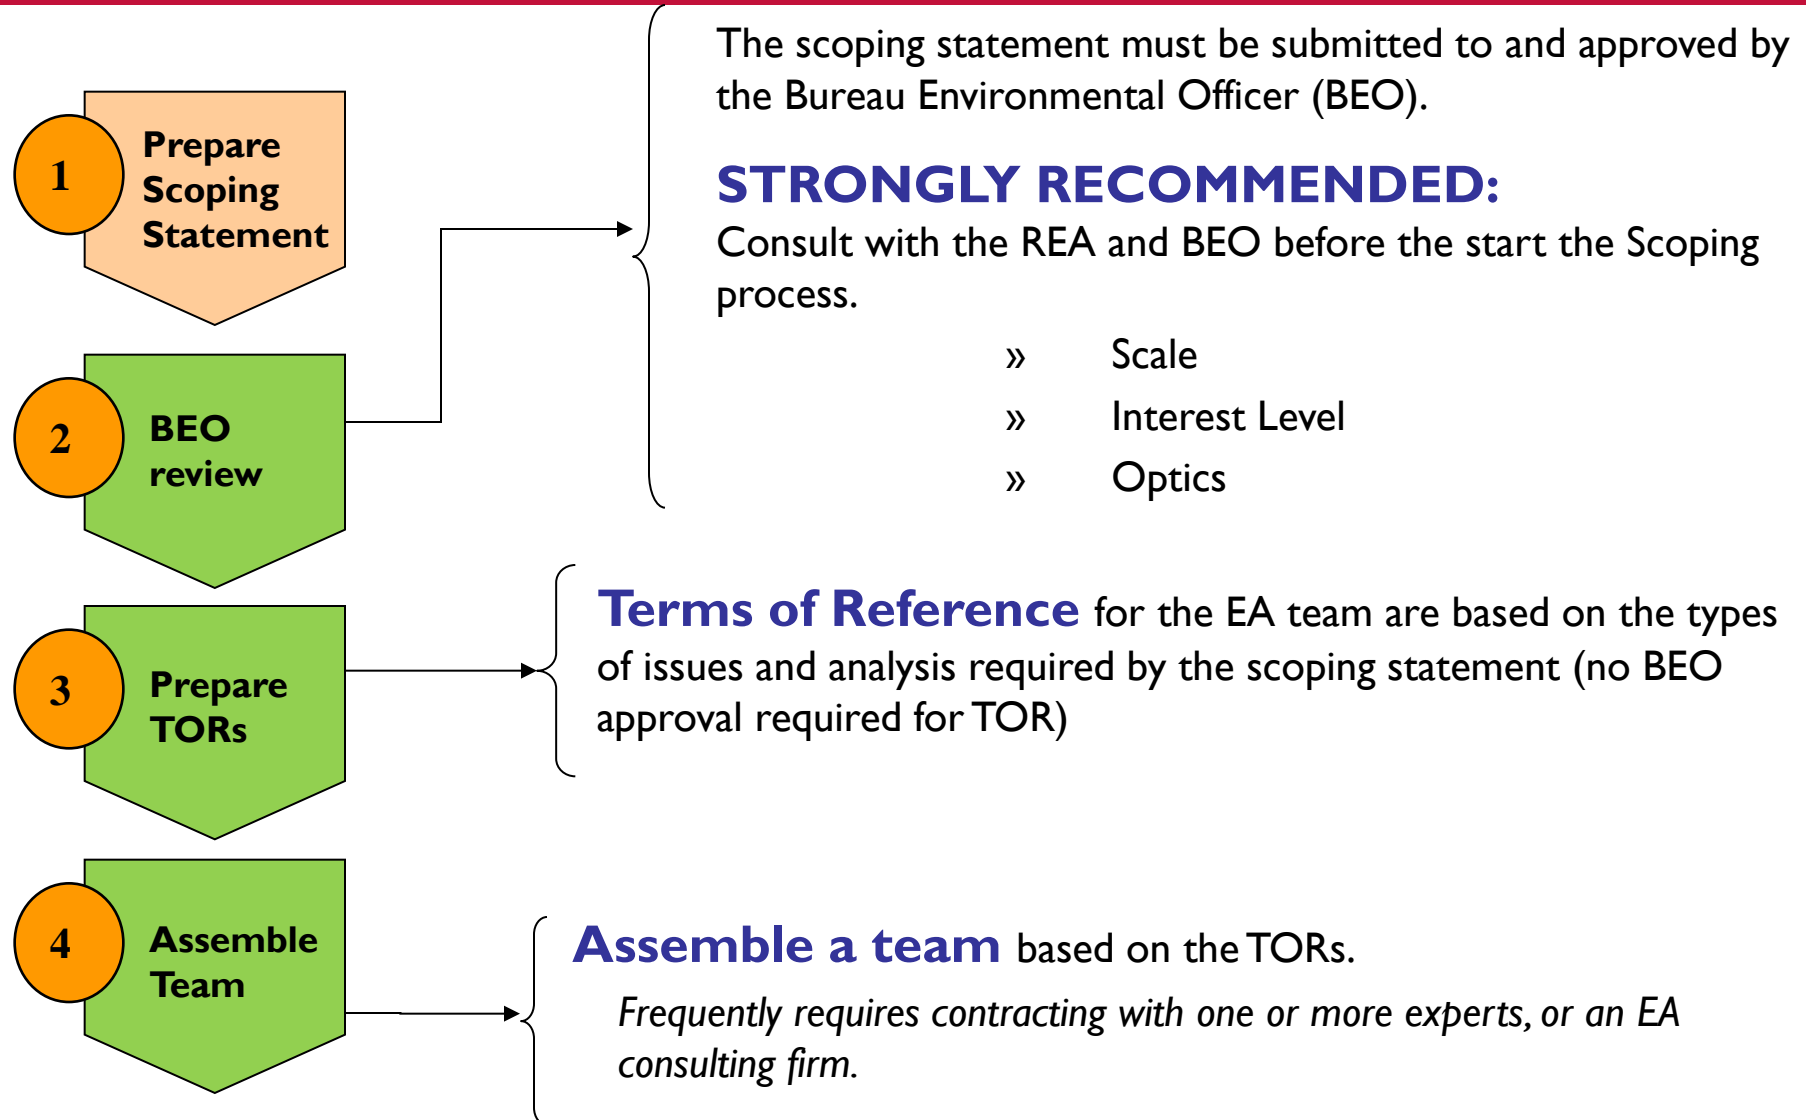 1
Prepare
Scoping
Statement
The scoping statement must be submitted to and approved by
the Bureau Environmental Officer (BEO).
STRONGLY RECOMMENDED:
Consult with the REA and BEO before the start the Scoping
process.
» Scale
» Interest Level
» Optics
2
BEO
review
3
Prepare
TORs
Terms of Reference for the EA team are based on the types
of issues and analysis required by the scoping statement (no BEO
approval required for TOR)
4
Assemble
Team
Assemble a team based on the TORs.
Frequently requires contracting with one or more experts, or an EA
consulting firm.